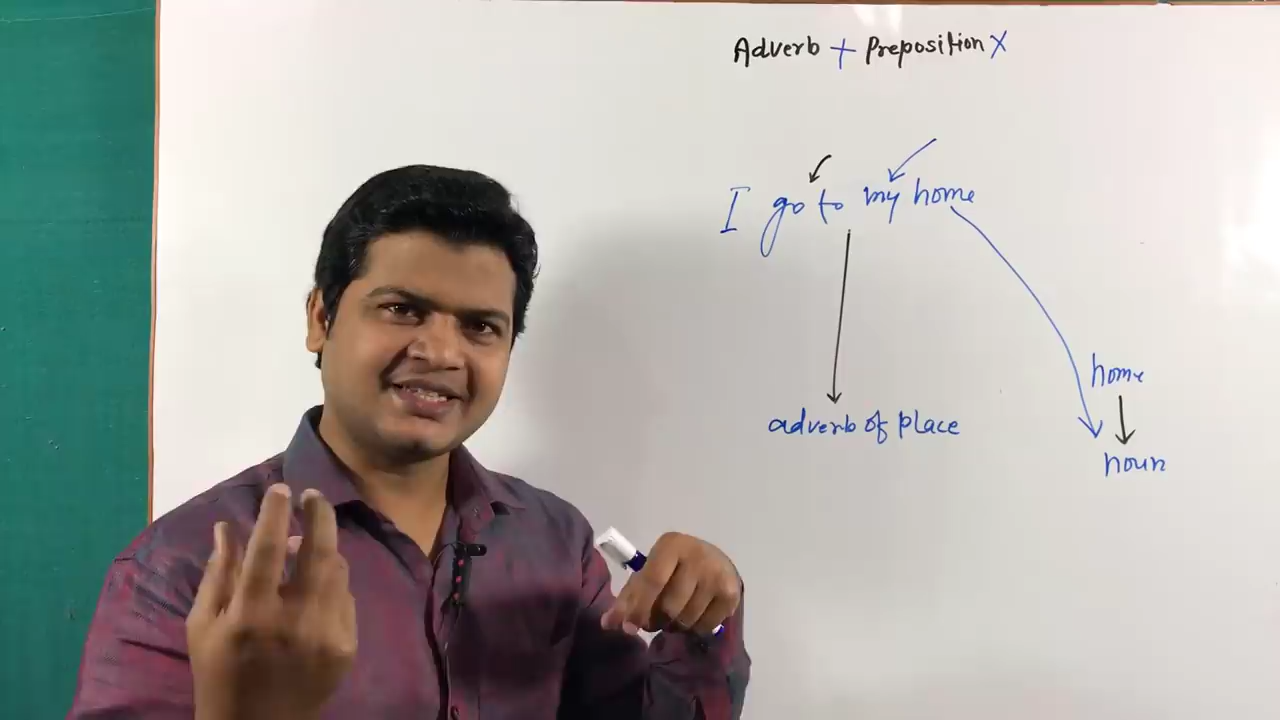 Adverb + Preposition X
I go to my home
home
adverb of place
noun